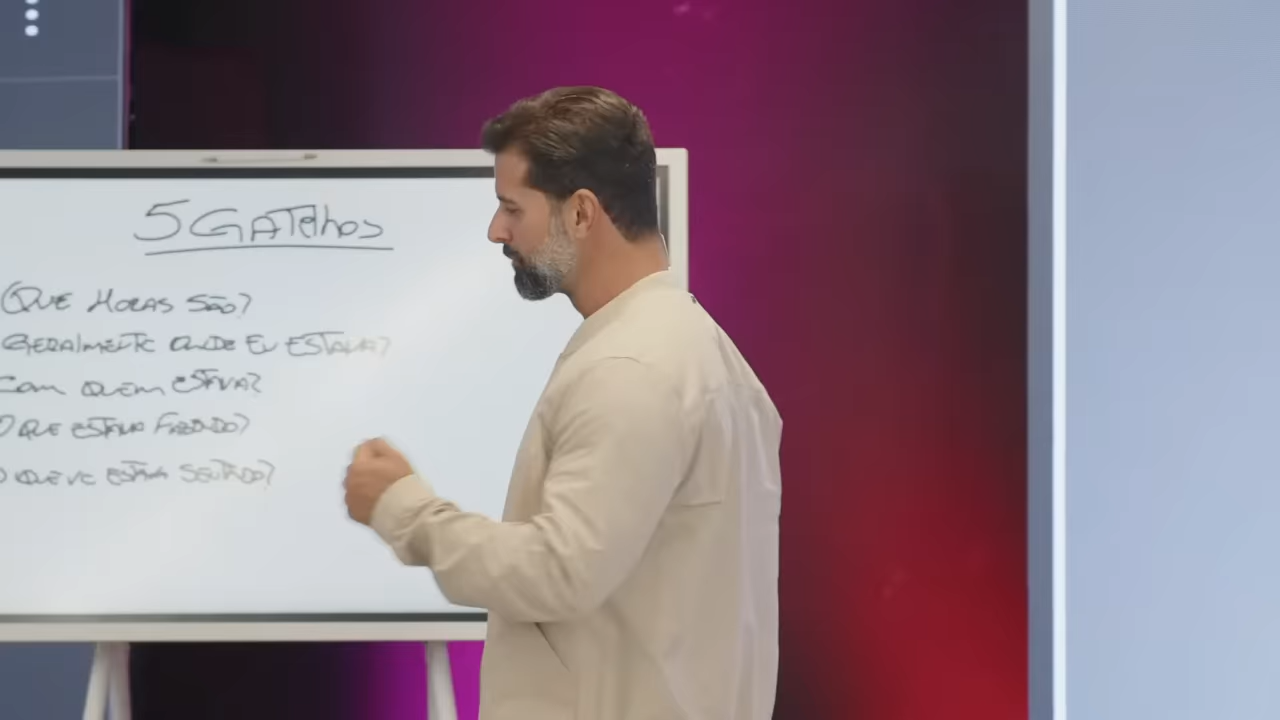 5 GATilhos
QUE HORAS SÃO?
GERALMENTE ONDE EU ESTAVA?
COM QUEM ESTAVA?
O QUE ESTAVA FAZENDO?
O QUE VC ESTAVA SENTINDO?